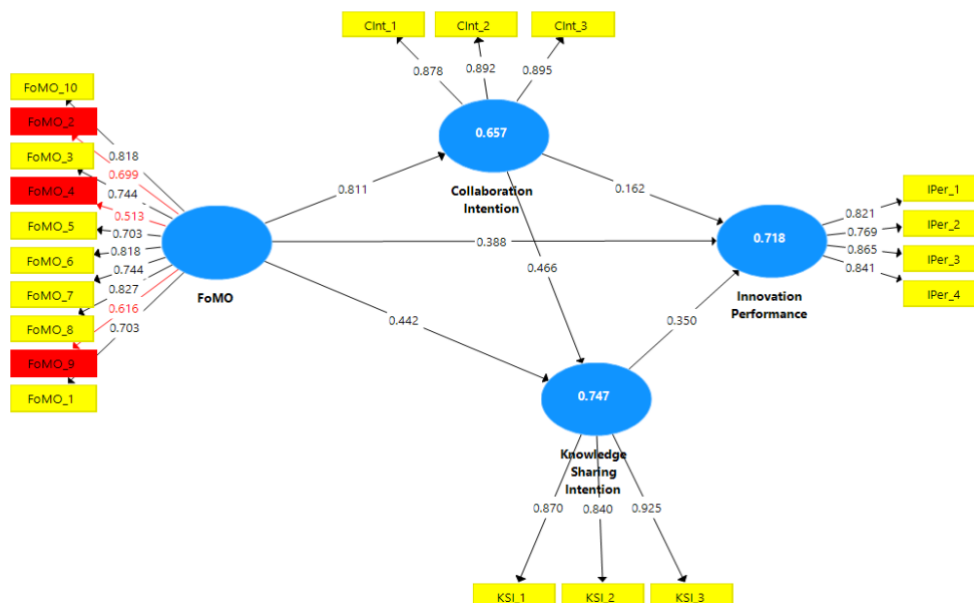 CInt_1
CInt_2
CInt_3
0.878
0.892
0.895
FoMO_10
FoMO_2
FoMO_3
FoMO_4
FoMO_5
FoMO_6
FoMO_7
FoMO_8
FoMO_9
FoMO_1
0.818
0.699
0.744
0.513
0.703
0.818
0.744
0.827
0.616
0.703
FoMO
0.811
0.388
0.442
0.657
Collaboration
Intention
0.162
0.466
0.718
Innovation
Performance
0.350
0.821
0.769
0.865
0.841
IPer_1
IPer_2
IPer_3
IPer_4
0.747
Knowledge
Sharing
Intention
0.870
0.840
0.925
KSI_1
KSI_2
KSI_3